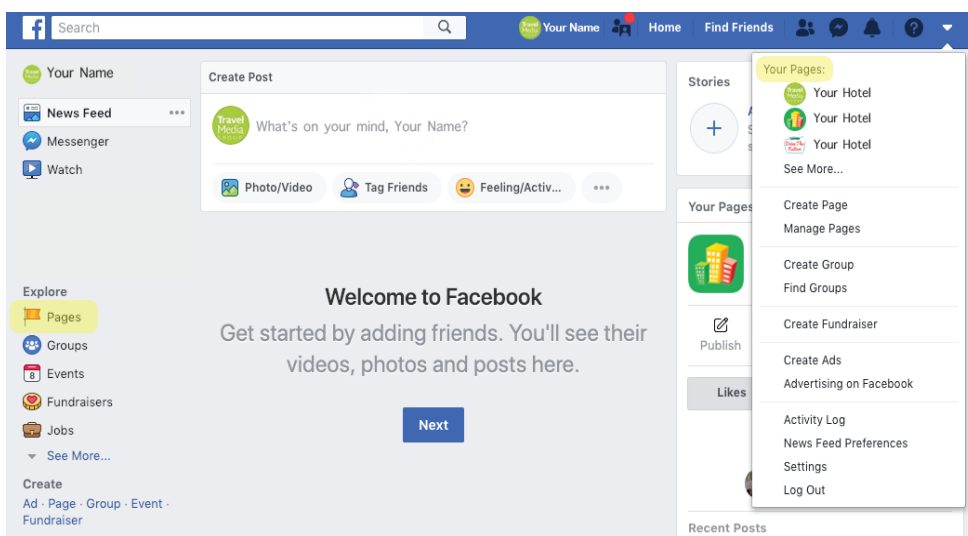 Search
Your Name
Home
Find Friends
Your Name
News Feed
Messenger
Watch
Explore
Pages
Groups
8
Events
Fundraisers
Jobs
See More...
Create
Ad · Page · Group · Event ·
Fundraiser
Create Post
Travel
Media
What's on your mind, Your Name?
Photo/Video
Tag Friends
Feeling/Activ...
Welcome to Facebook
Get started by adding friends. You'll see their
videos, photos and posts here.
Next
Stories
Your Pages
Publish
Likes
Recent Posts
Your Pages:
Your Hotel
Your Hotel
Your Hotel
See More...
Create Page
Manage Pages
Create Group
Find Groups
Create Fundraiser
Create Ads
Advertising on Facebook
Activity Log
News Feed Preferences
Settings
Log Out